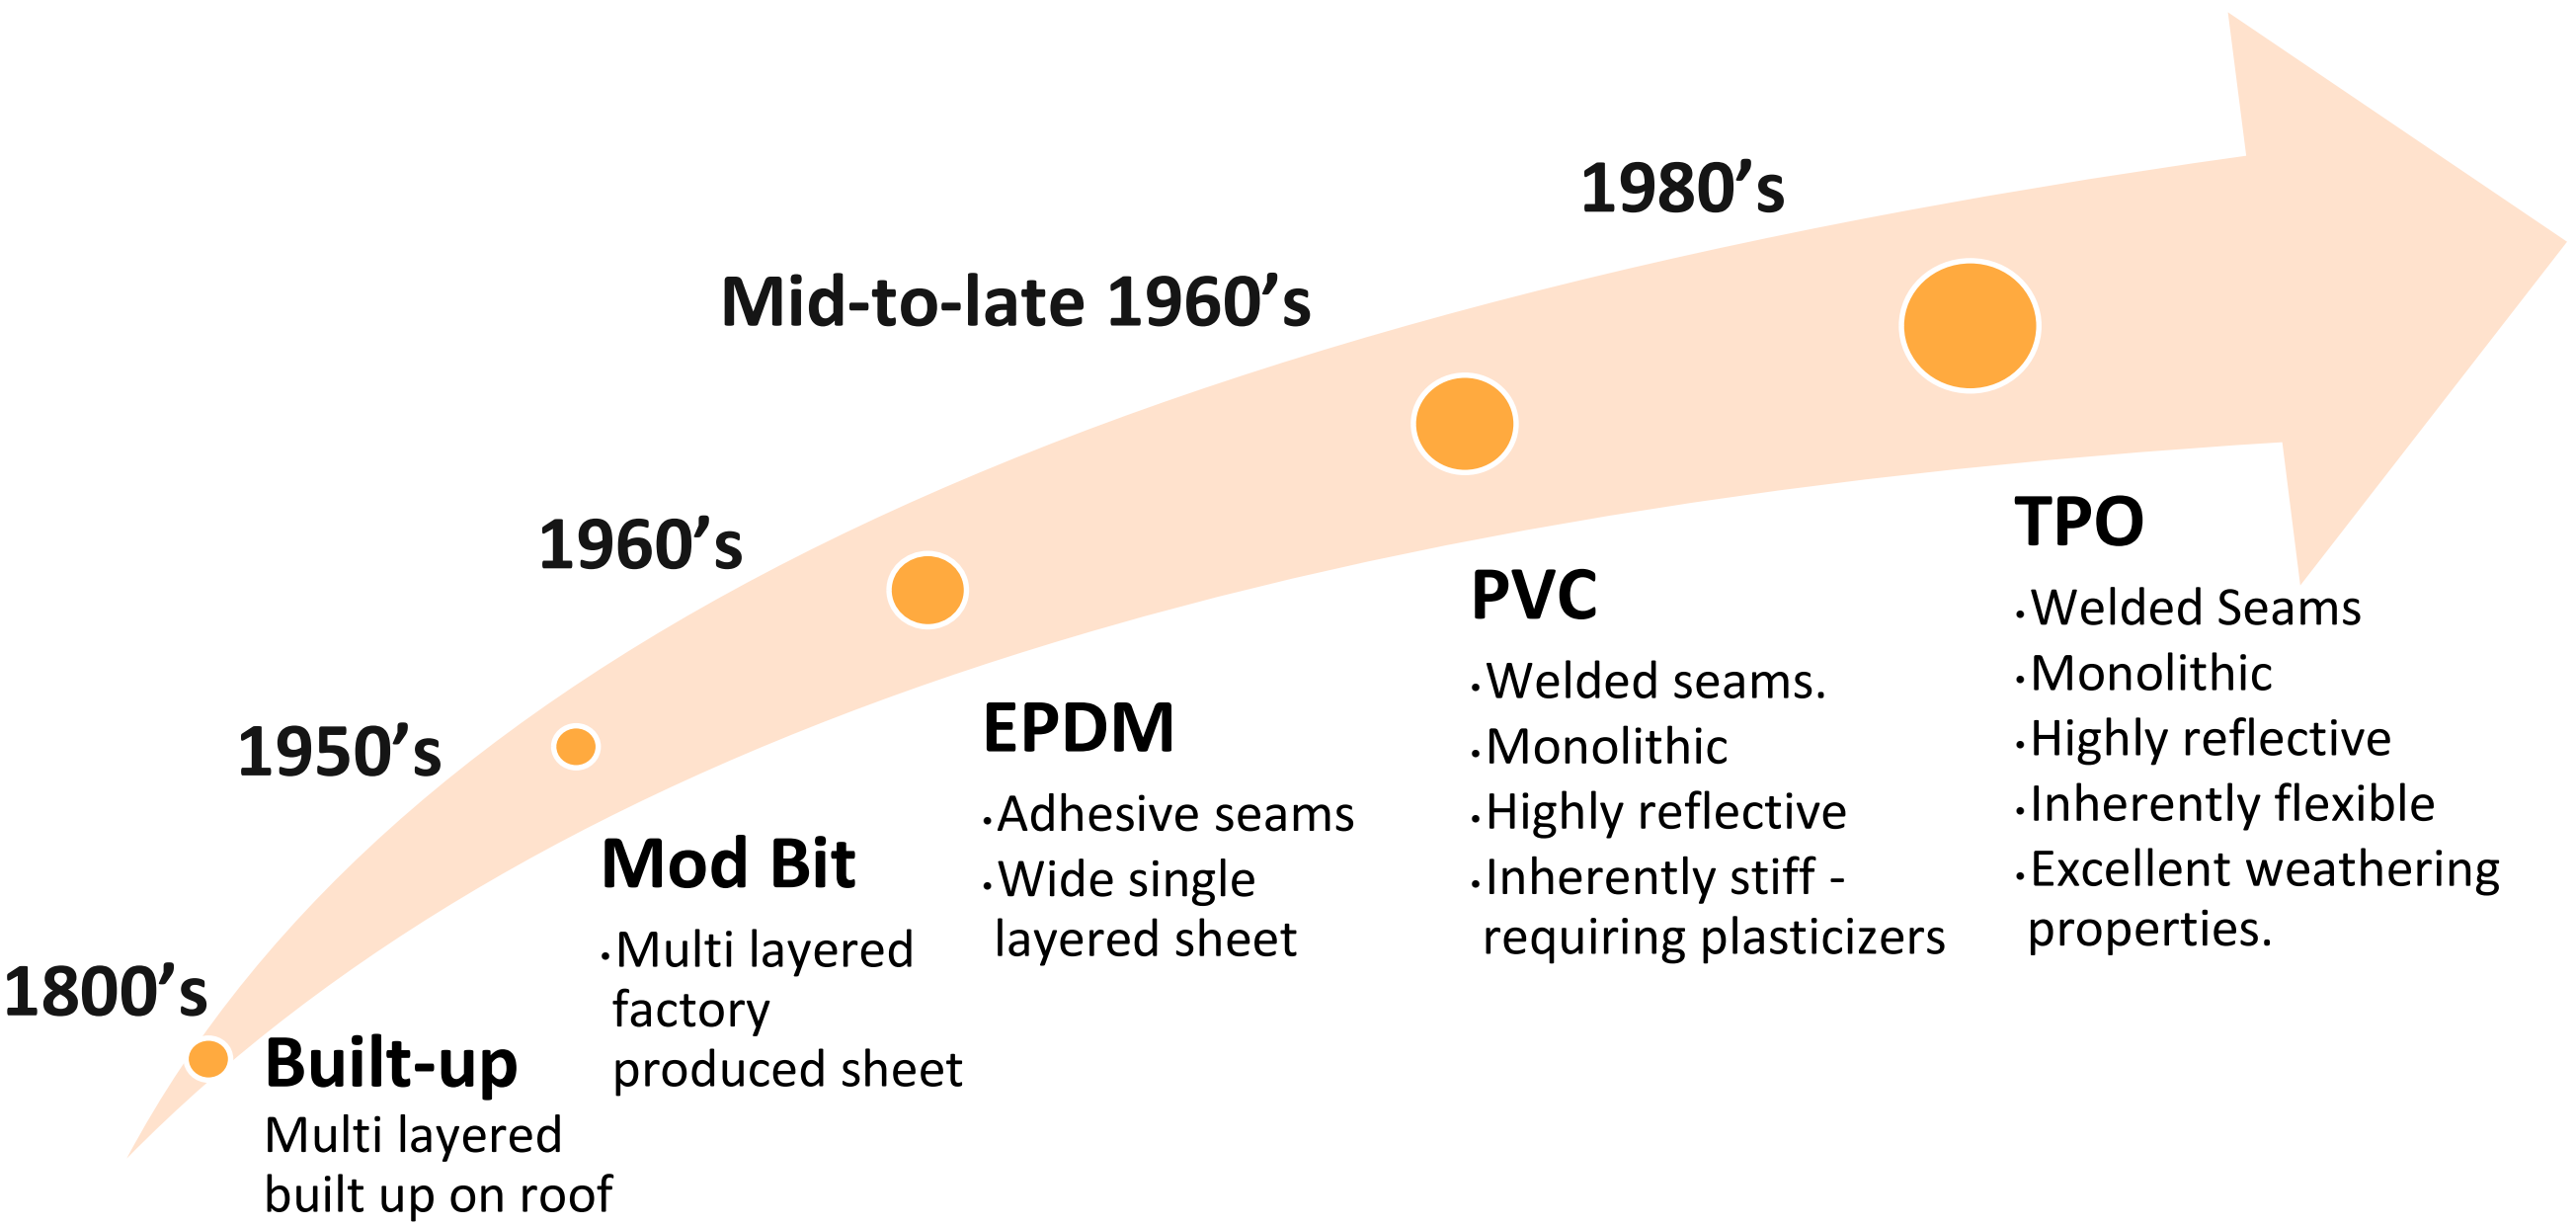 1800’s
Built-up
Multi layered
built up on roof
1950’s
Mod Bit
·Multi layered
factory
produced sheet
1960’s
EPDM
·Adhesive seams
·Wide single
layered sheet
Mid-to-late 1960’s
PVC
·Welded seams.
·Monolithic
·Highly reflective
·Inherently stiff -
requiring plasticizers
1980’s
TPO
·Welded Seams
·Monolithic
·Highly reflective
·Inherently flexible
·Excellent weathering
properties.